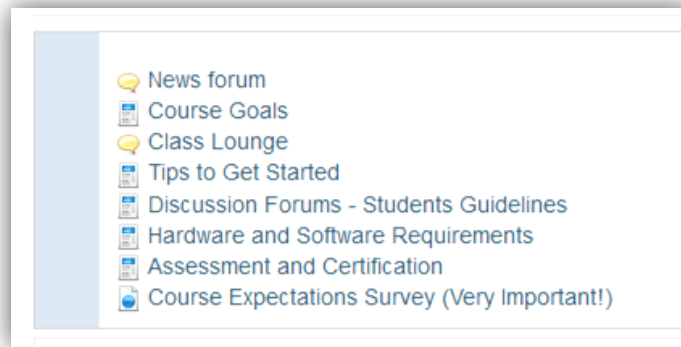 News forum
Course Goals
Class Lounge
Tips to Get Started
Discussion Forums - Students Guidelines
Hardware and Software Requirements
Assessment and Certification
Course Expectations Survey (Very Important!)